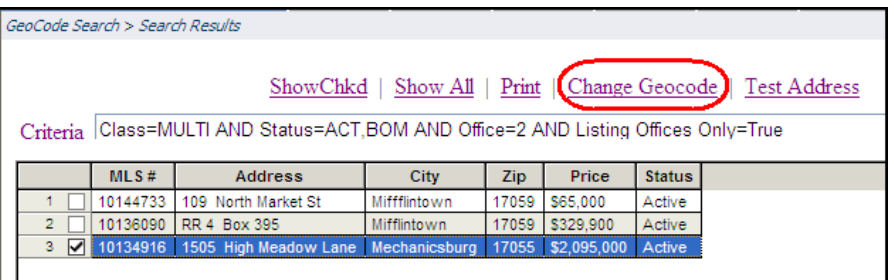 GeoCode Search > Search Results
ShowChkd | Show All | Print | Change Geocode | Test Address
Criteria Class=MULTI AND Status=ACT,BOM AND Office=2 AND Listing Offices Only=True
MLS # Address City Zip Price Status
1 10144733 109 North Market St Miffflintown 17059 $65,000 Active
2 10136090 RR 4 Box 395 Mifflintown 17059 $329,900 Active
3 10134916 1505 High Meadow Lane Mechanicsburg 17055 $2,095,000 Active